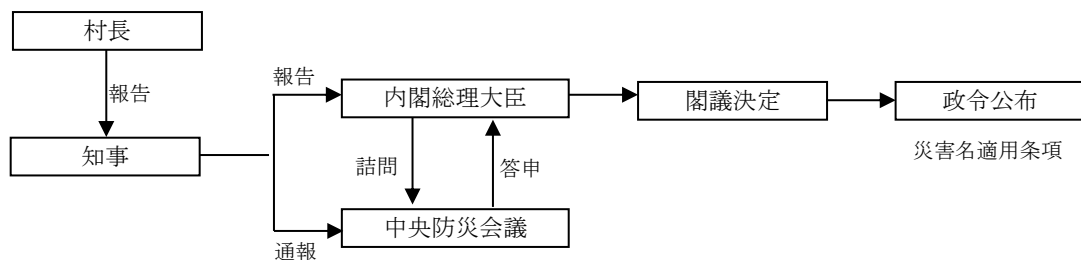 村長
報告
報告
内閣総理大臣
閣議決定
政令公布
知事
災害名適用条項
詰問
答申
中央防災会議
通報